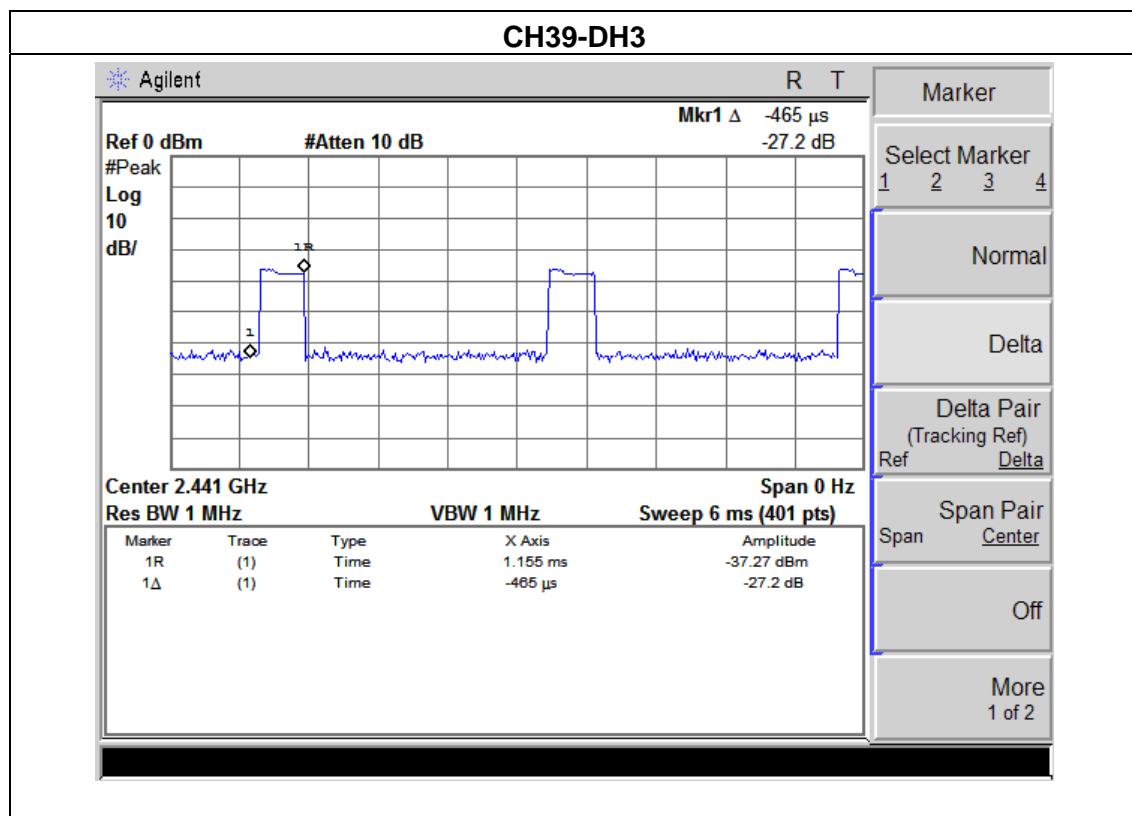 CH39-DH3
Agilent R T
Mkr1 Δ -465 µs
Ref 0 dBm #Atten 10 dB -27.2 dB
#Peak
Log
10
dB/
1R
1
Center 2.441 GHz Span 0 Hz
Res BW 1 MHz VBW 1 MHz Sweep 6 ms (401 pts)
Marker Trace Type X Axis Amplitude
1R (1) Time 1.155 ms -37.27 dBm
1Δ (1) Time -465 µs -27.2 dB
Marker
Select Marker
1 2 3 4
Normal
Delta
Delta Pair
(Tracking Ref)
Ref Delta
Span Pair
Span Center
Off
More
1 of 2